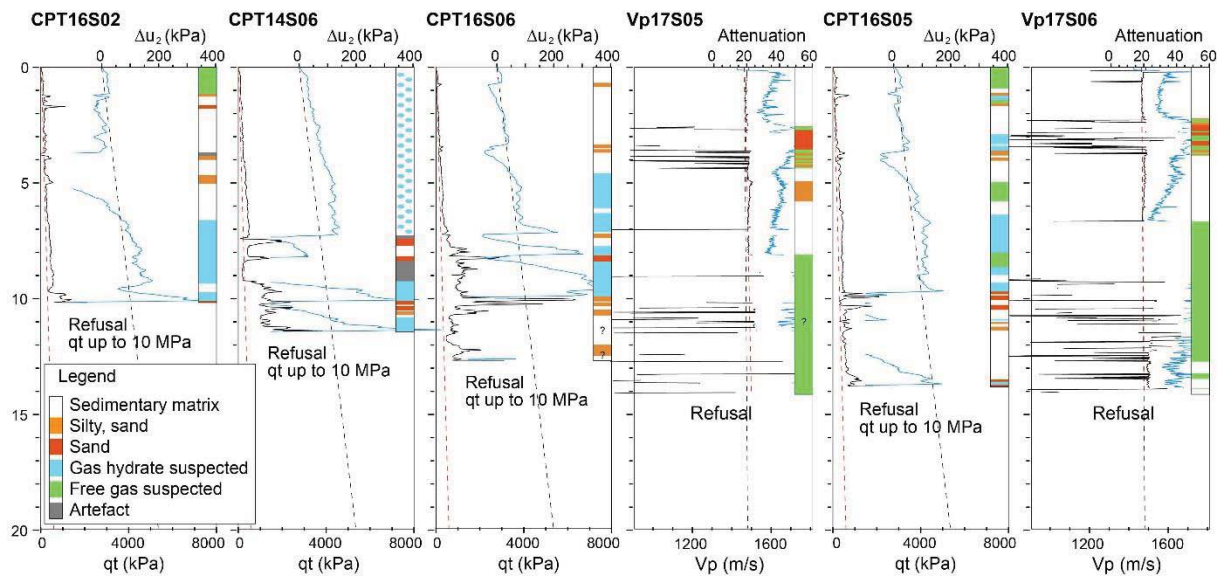 CPT16S02 CPT14S06 CPT16S06 Vp17S05 CPT16S05 Vp17S06
Δu₂ (kPa) Δu₂ (kPa) Δu₂ (kPa) Attenuation Δu₂ (kPa) Attenuation
0 200 400 0 200 400 0 200 400 0 20 40 60 0 200 400 0 20 40 60
0
5
10
15
20
Refusal
qt up to 10 MPa
Refusal
qt up to 10 MPa
Refusal
qt up to 10 MPa
Refusal
Refusal
qt up to 10 MPa
Refusal
?
?
?
Legend
Sedimentary matrix
Silty, sand
Sand
Gas hydrate suspected
Free gas suspected
Artefact
0 4000 8000 0 4000 8000 0 4000 8000 1200 1600 0 4000 8000 1200 1600
qt (kPa) qt (kPa) qt (kPa) Vp (m/s) qt (kPa) Vp (m/s)